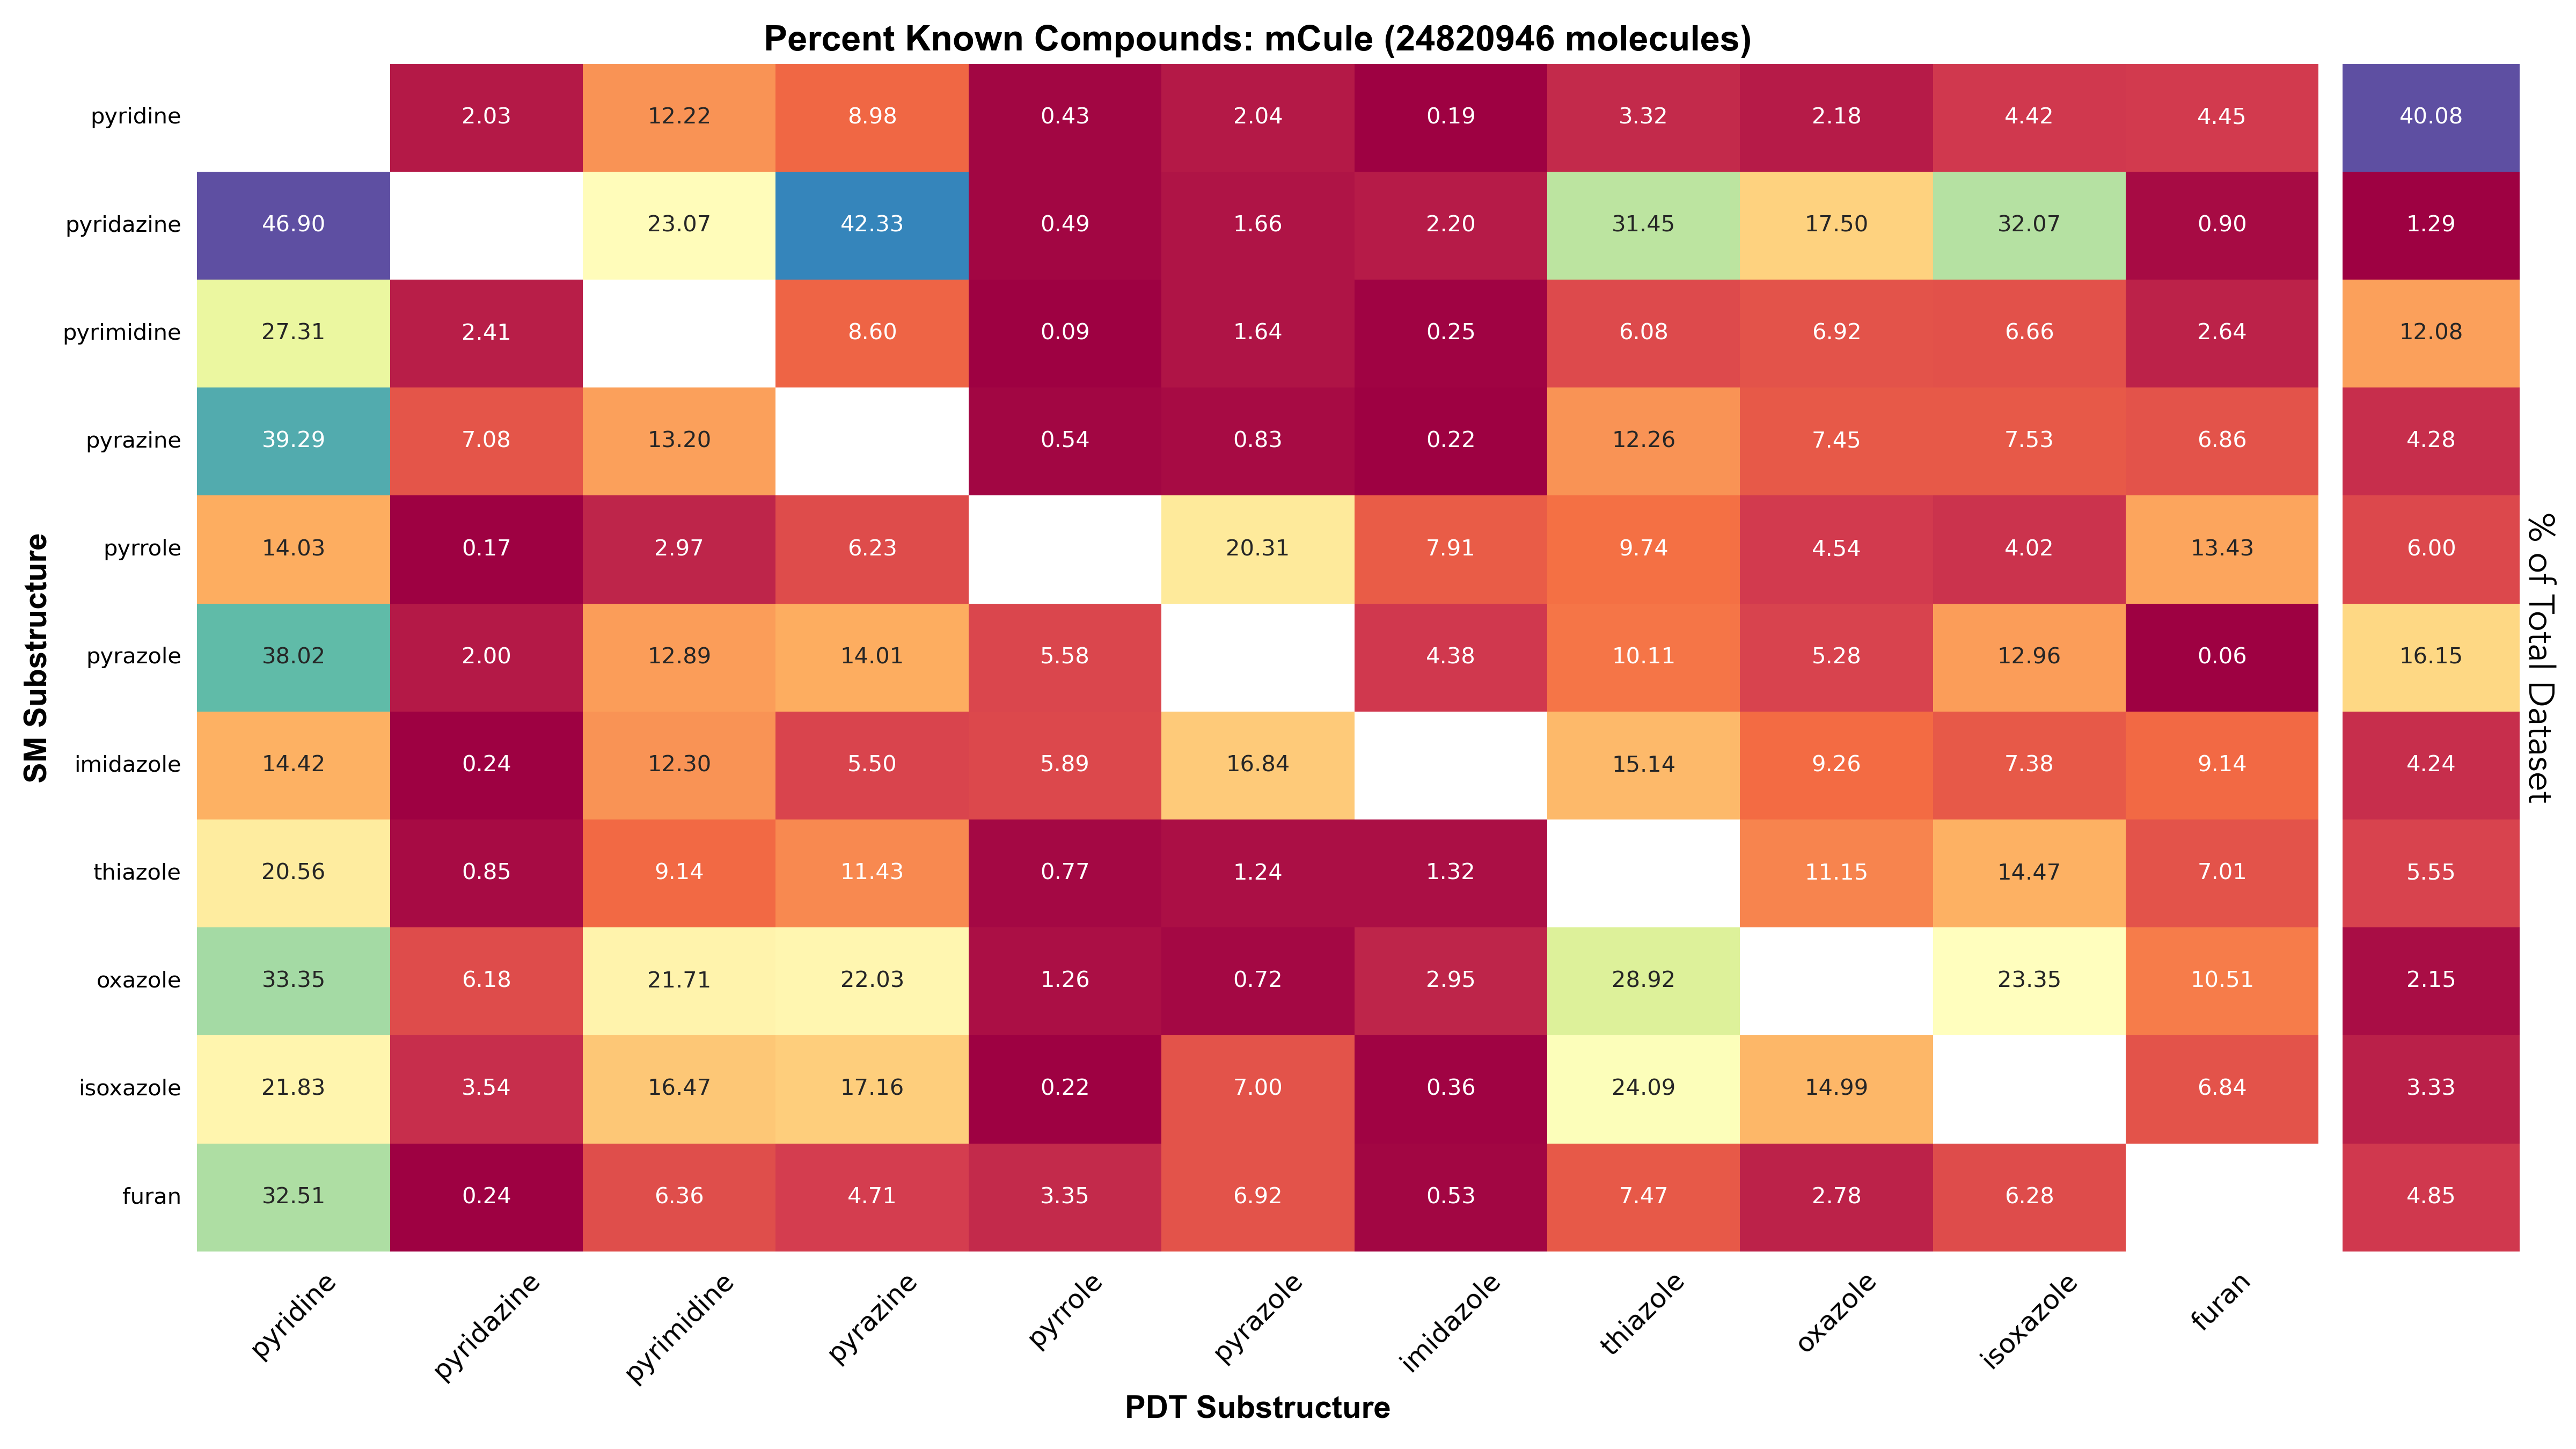 Percent Known Compounds: mCule (24820946 molecules)
pyridine 2.03 12.22 8.98 0.43 2.04 0.19 3.32 2.18 4.42 4.45 40.08
pyridazine 46.90 23.07 42.33 0.49 1.66 2.20 31.45 17.50 32.07 0.90 1.29
pyrimidine 27.31 2.41 8.60 0.09 1.64 0.25 6.08 6.92 6.66 2.64 12.08
pyrazine 39.29 7.08 13.20 0.54 0.83 0.22 12.26 7.45 7.53 6.86 4.28
pyrrole 14.03 0.17 2.97 6.23 20.31 7.91 9.74 4.54 4.02 13.43 6.00
pyrazole 38.02 2.00 12.89 14.01 5.58 4.38 10.11 5.28 12.96 0.06 16.15
imidazole 14.42 0.24 12.30 5.50 5.89 16.84 15.14 9.26 7.38 9.14 4.24
thiazole 20.56 0.85 9.14 11.43 0.77 1.24 1.32 11.15 14.47 7.01 5.55
oxazole 33.35 6.18 21.71 22.03 1.26 0.72 2.95 28.92 23.35 10.51 2.15
isoxazole 21.83 3.54 16.47 17.16 0.22 7.00 0.36 24.09 14.99 6.84 3.33
furan 32.51 0.24 6.36 4.71 3.35 6.92 0.53 7.47 2.78 6.28 4.85
pyridine pyridazine pyrimidine pyrazine pyrrole pyrazole imidazole thiazole oxazole isoxazole furan
PDT Substructure
SM Substructure
% of Total Dataset